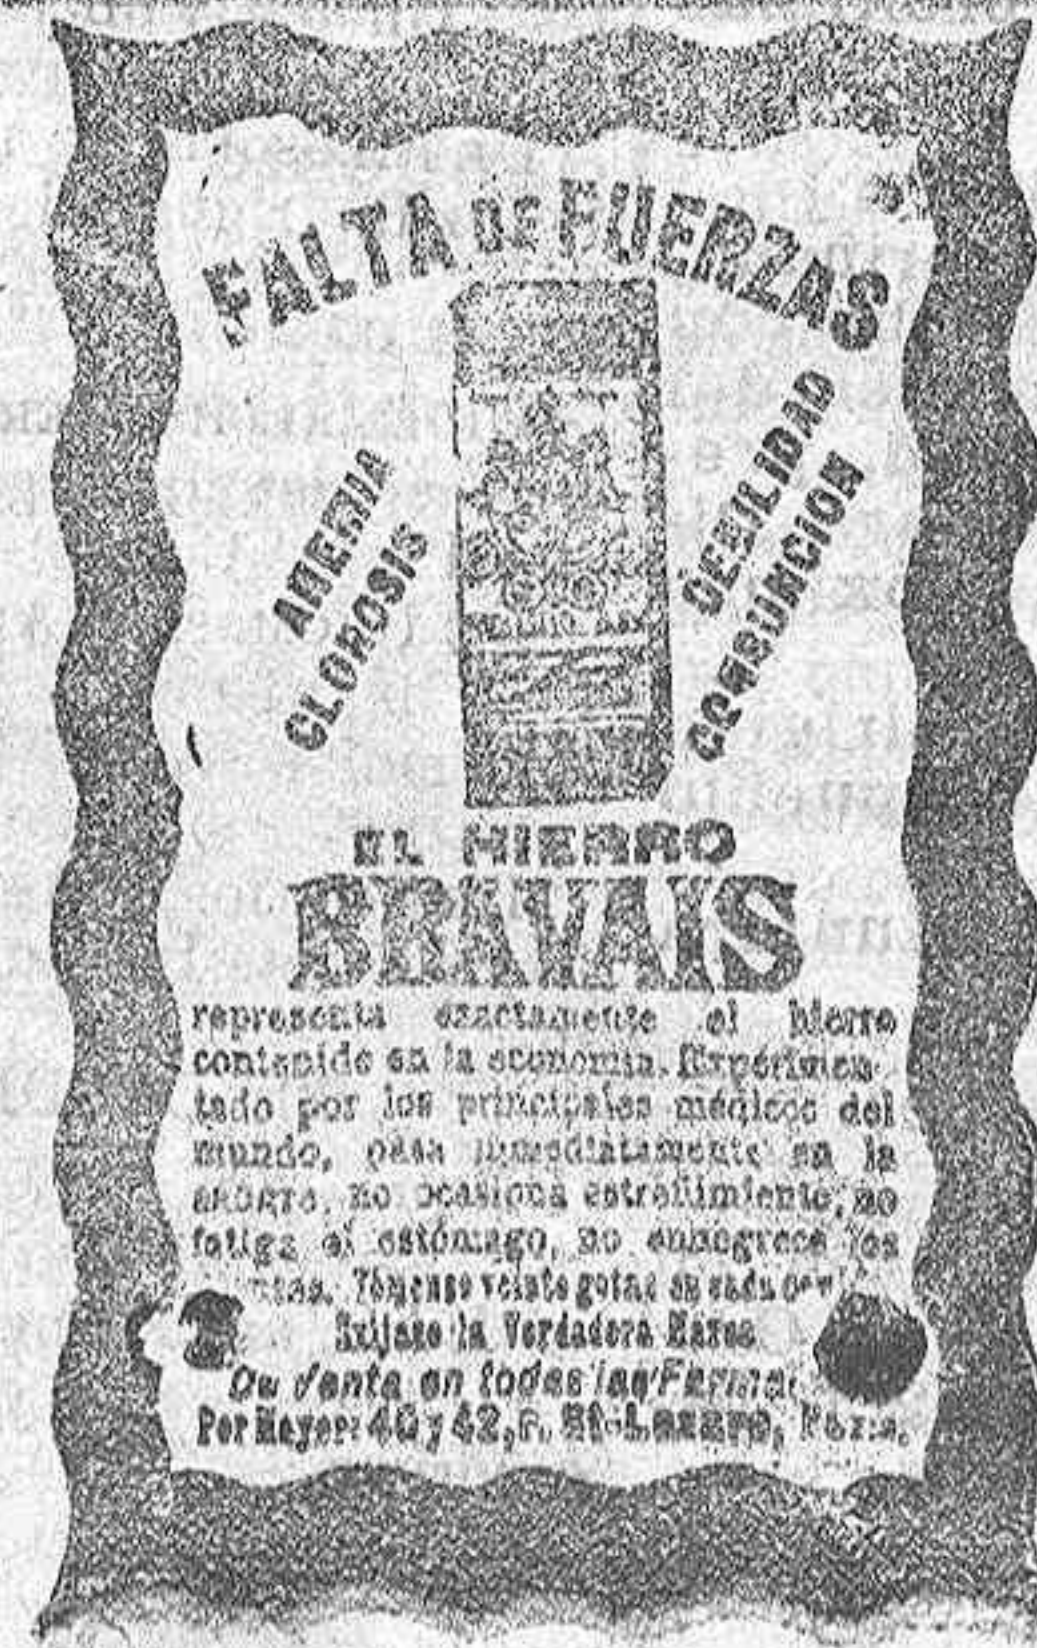 FALTA DE FUERZAS
ANEMIA
CLOROSIS
DEBILIDAD
CONSUNCION
EL HIERRO
BRAVAIS
representa exactamente el hierro
contenido en la economia. Experimen-
tado por los principales médicos del
mundo, pasa inmediatamente en la
sangre, no ocasiona estreñimiento, no
fatiga el estómago, no ennegrece los
Tómense veinte gotas en cada
Exijase la Verdadera Marca
De Venta en todas las
Por Mayor: 40 y 42, r. St-Lazare, Paris.